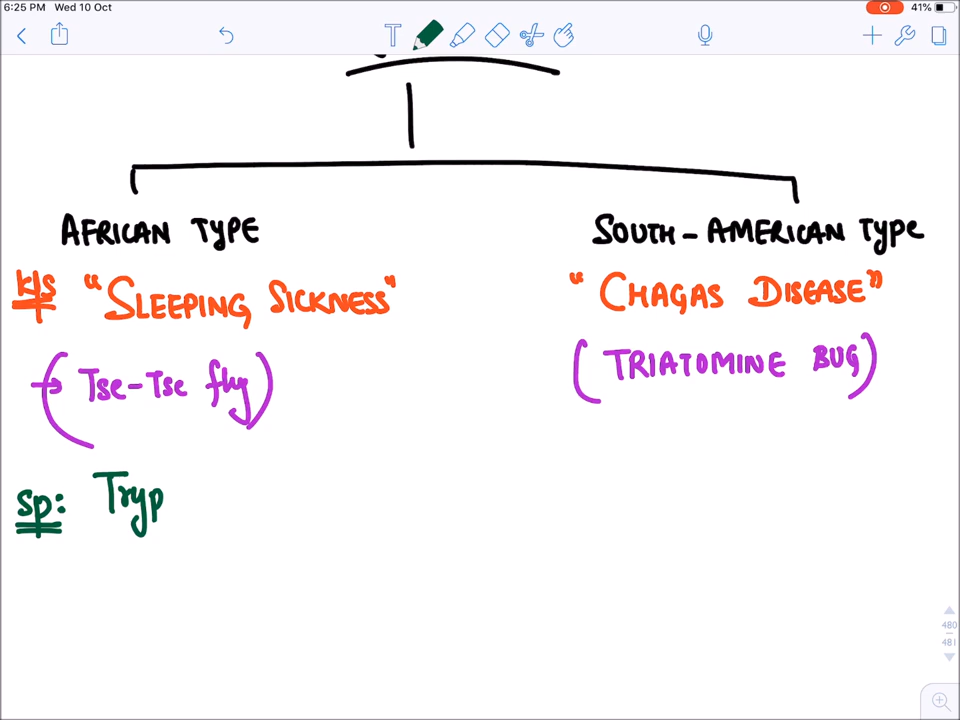 6:25 PM Wed 10 Oct 41%
T
AFRICAN TYPE
SOUTH-AMERICAN TYPE
K/S "SLEEPING SICKNESS"
"CHAGAS DISEASE"
(→ Tse-Tse fly)
(TRIATOMINE BUG)
Sp: Tryp
480
481